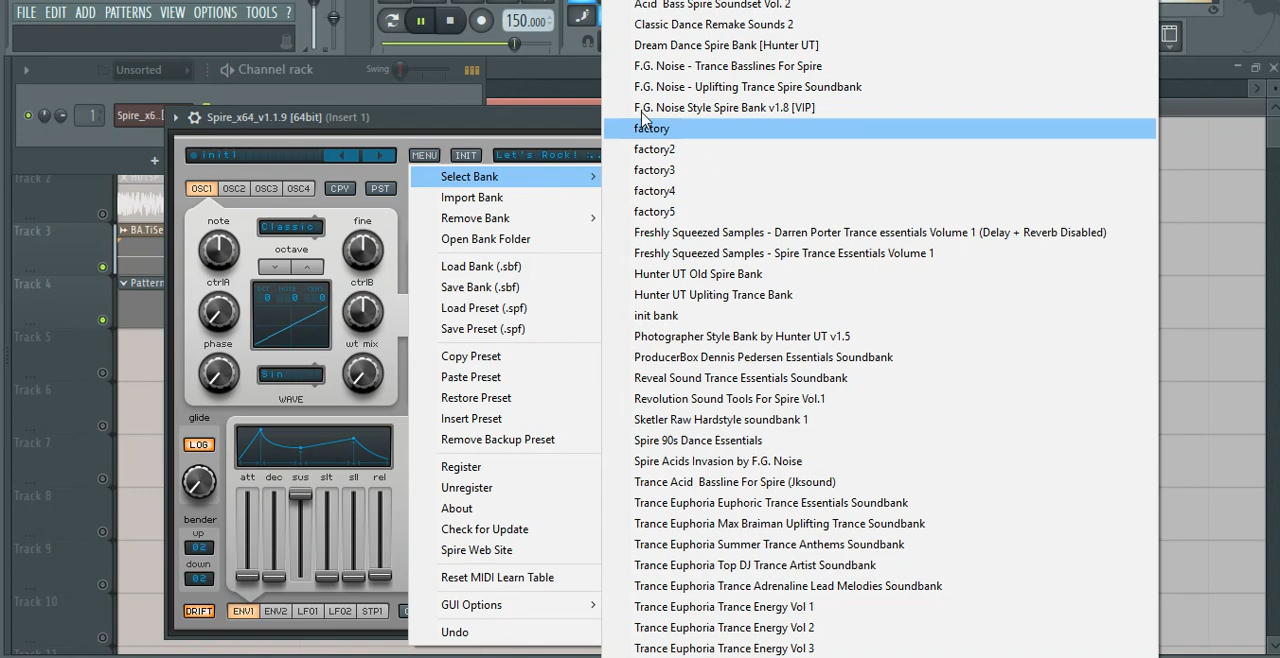 FILE EDIT ADD PATTERNS VIEW OPTIONS TOOLS ?
150.000
Unsorted
Channel rack
Swing
1
Spire_x6..
Spire_x64_v1.1.9 [64bit] (Insert 1)
init1
MENU
INIT
Let's Rock! :..
OSC1
OSC2
OSC3
OSC4
CPY
PST
note
Classic
fine
octave
ctrlA
ctrlB
0 0 0
phase
wt mix
Sin
WAVE
glide
LOG
att dec sus slt sll rel
bender
up
02
down
02
DRIFT
ENV1
ENV2
LFO1
LFO2
STP1
Track 2
Track 3
BA.TiSe
Track 4
Pattern
Track 5
Track 6
Track 7
Track 8
Track 9
Track 10
Select Bank
Import Bank
Remove Bank
Open Bank Folder
Load Bank (.sbf)
Save Bank (.sbf)
Load Preset (.spf)
Save Preset (.spf)
Copy Preset
Paste Preset
Restore Preset
Insert Preset
Remove Backup Preset
Register
Unregister
About
Check for Update
Spire Web Site
Reset MIDI Learn Table
GUI Options
Undo
Acid Bass Spire Soundset Vol. 2
Classic Dance Remake Sounds 2
Dream Dance Spire Bank [Hunter UT]
F.G. Noise - Trance Basslines For Spire
F.G. Noise - Uplifting Trance Spire Soundbank
F.G. Noise Style Spire Bank v1.8 [VIP]
factory
factory2
factory3
factory4
factory5
Freshly Squeezed Samples - Darren Porter Trance essentials Volume 1 (Delay + Reverb Disabled)
Freshly Squeezed Samples - Spire Trance Essentials Volume 1
Hunter UT Old Spire Bank
Hunter UT Upliting Trance Bank
init bank
Photographer Style Bank by Hunter UT v1.5
ProducerBox Dennis Pedersen Essentials Soundbank
Reveal Sound Trance Essentials Soundbank
Revolution Sound Tools For Spire Vol.1
Sketler Raw Hardstyle soundbank 1
Spire 90s Dance Essentials
Spire Acids Invasion by F.G. Noise
Trance Acid Bassline For Spire (Jksound)
Trance Euphoria Euphoric Trance Essentials Soundbank
Trance Euphoria Max Braiman Uplifting Trance Soundbank
Trance Euphoria Summer Trance Anthems Soundbank
Trance Euphoria Top DJ Trance Artist Soundbank
Trance Euphoria Trance Adrenaline Lead Melodies Soundbank
Trance Euphoria Trance Energy Vol 1
Trance Euphoria Trance Energy Vol 2
Trance Euphoria Trance Energy Vol 3